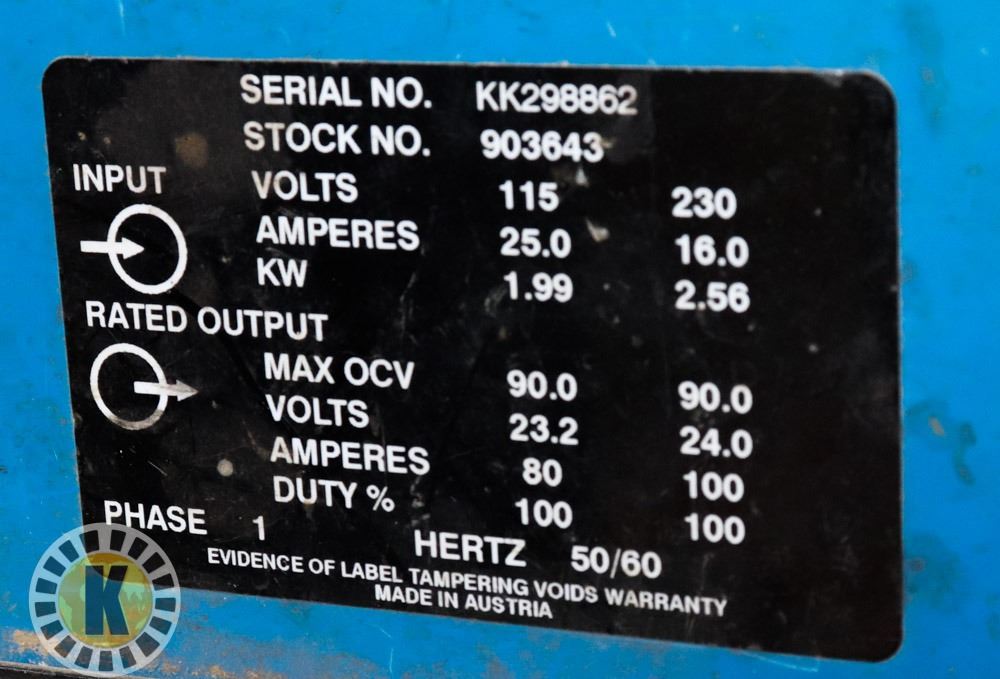 SERIAL NO. KK298862
STOCK NO. 903643
INPUT VOLTS 115 230
AMPERES 25.0 16.0
KW 1.99 2.56
RATED OUTPUT
MAX OCV 90.0 90.0
VOLTS 23.2 24.0
AMPERES 80 100
DUTY % 100 100
PHASE 1 HERTZ 50/60
EVIDENCE OF LABEL TAMPERING VOIDS WARRANTY
MADE IN AUSTRIA
K